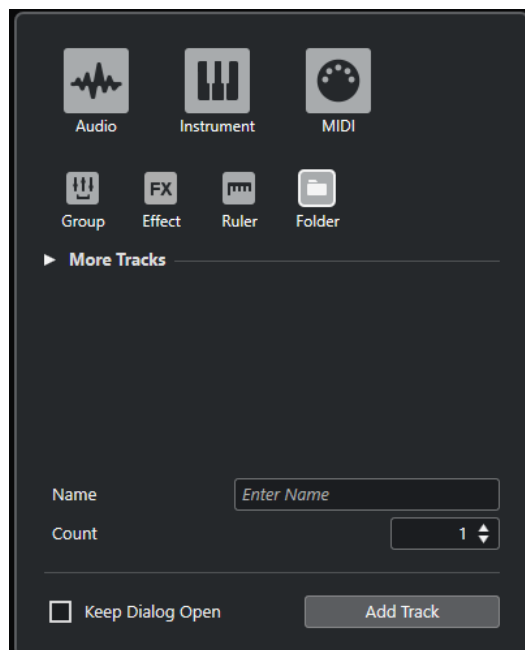 Audio Instrument MIDI
FX
Group Effect Ruler Folder
More Tracks
Name Enter Name
Count 1
Keep Dialog Open Add Track